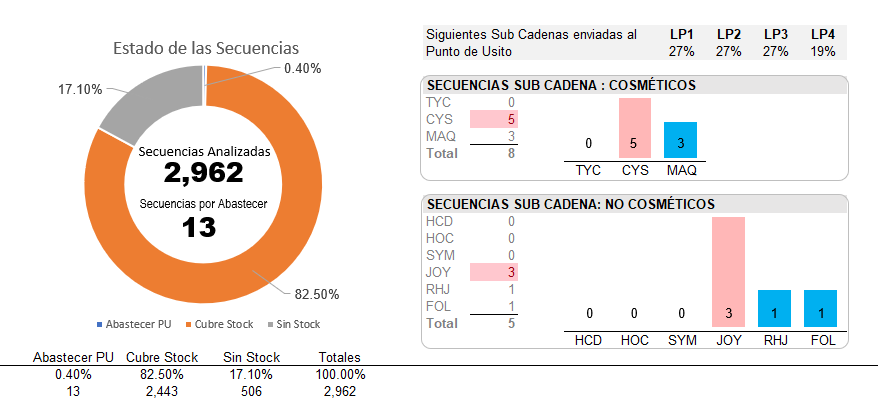 Estado de las Secuencias
0.40%
17.10%
Secuencias Analizadas
2,962
Secuencias por Abastecer
13
82.50%
Abastecer PU Cubre Stock Sin Stock
Abastecer PU Cubre Stock Sin Stock Totales
0.40% 82.50% 17.10% 100.00%
13 2,443 506 2,962
Siguientes Sub Cadenas enviadas al Punto de Usito
LP1 LP2 LP3 LP4
27% 27% 27% 19%
SECUENCIAS SUB CADENA : COSMÉTICOS
TYC 0
CYS 5
MAQ 3
Total 8
0 5 3
TYC CYS MAQ
SECUENCIAS SUB CADENA: NO COSMÉTICOS
HCD 0
HOC 0
SYM 0
JOY 3
RHJ 1
FOL 1
Total 5
0 0 0 3 1 1
HCD HOC SYM JOY RHJ FOL